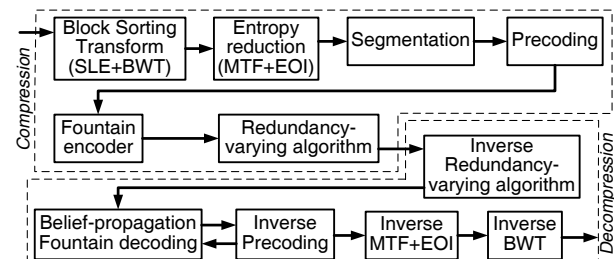 Block Sorting
Transform
(SLE+BWT)
Entropy
reduction
(MTF+EOI)
Segmentation
Precoding
Compression
Fountain
encoder
Redundancy-
varying algorithm
Inverse
Redundancy-
varying algorithm
Belief-propagation
Fountain decoding
Inverse
Precoding
Inverse
MTF+EOI
Inverse
BWT
Decompression